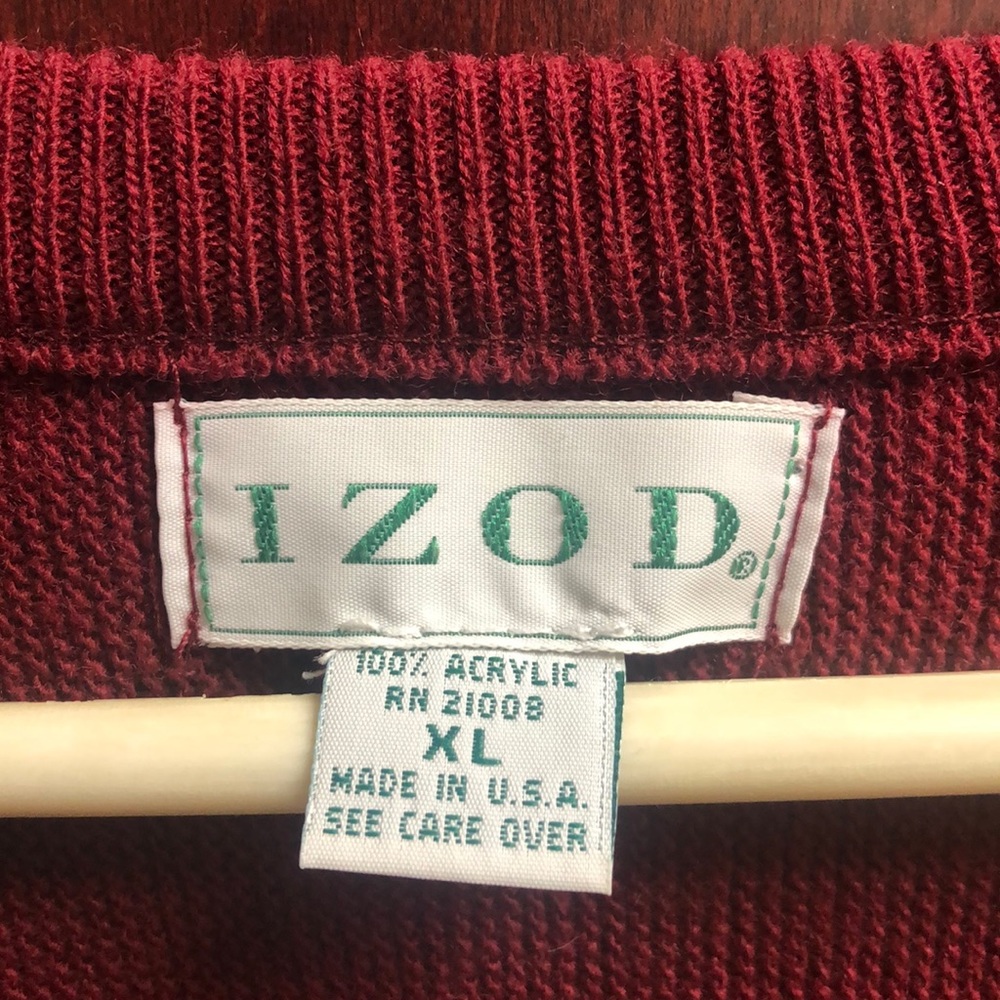 IZOD®
100% ACRYLIC
RN 21008
XL
MADE IN U.S.A.
SEE CARE OVER